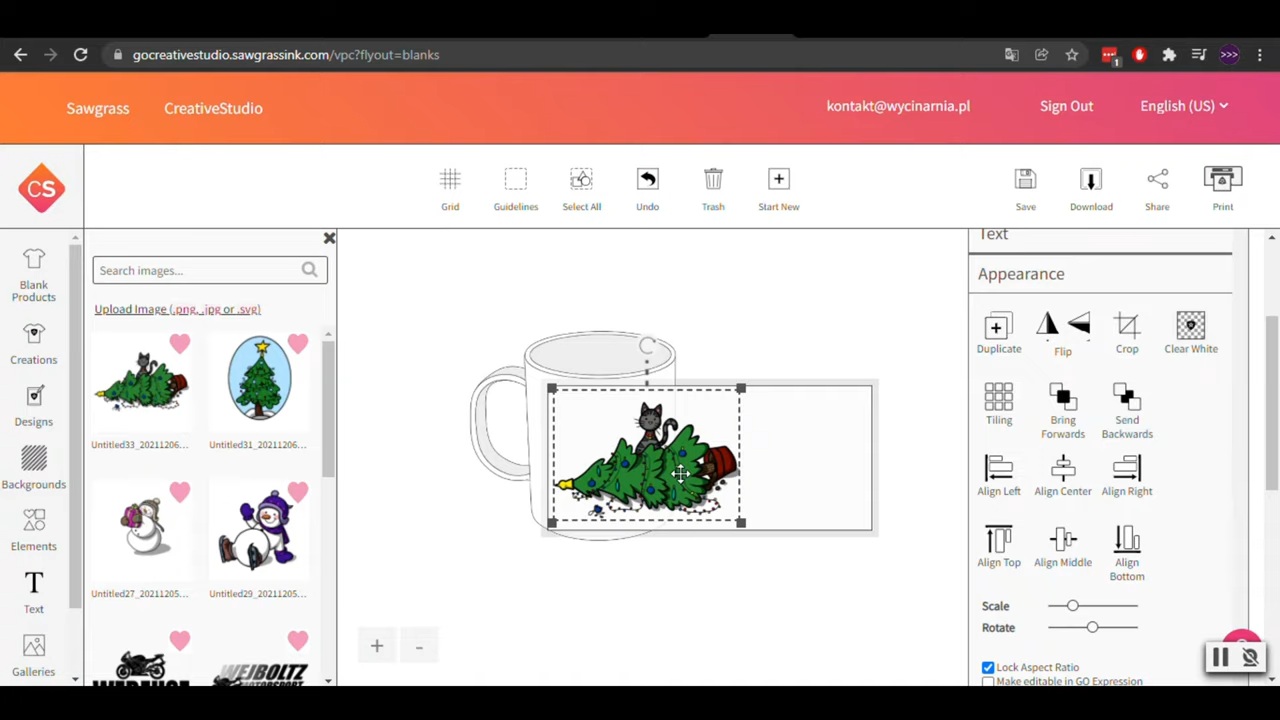 gocreativestudio.sawgrassink.com/vpc?flyout=blanks
1
>>>
Sawgrass
CreativeStudio
kontakt@wycinarnia.pl
Sign Out
English (US)
CS
Grid
Guidelines
Select All
Undo
Trash
Start New
Save
Download
Share
Print
Blank
Products
Creations
Designs
Backgrounds
Elements
T
Text
Galleries
Search images...
Upload Image (.png, .jpg or .svg)
Untitled33_20211206...
Untitled31_20211206...
Untitled27_20211205...
Untitled29_20211205...
WEJBOLTZ
+
-
Text
Appearance
Duplicate
Flip
Crop
Clear White
Tiling
Bring
Forwards
Send
Backwards
Align Left
Align Center
Align Right
Align Top
Align Middle
Align
Bottom
Scale
Rotate
Lock Aspect Ratio
Make editable in GO Expression